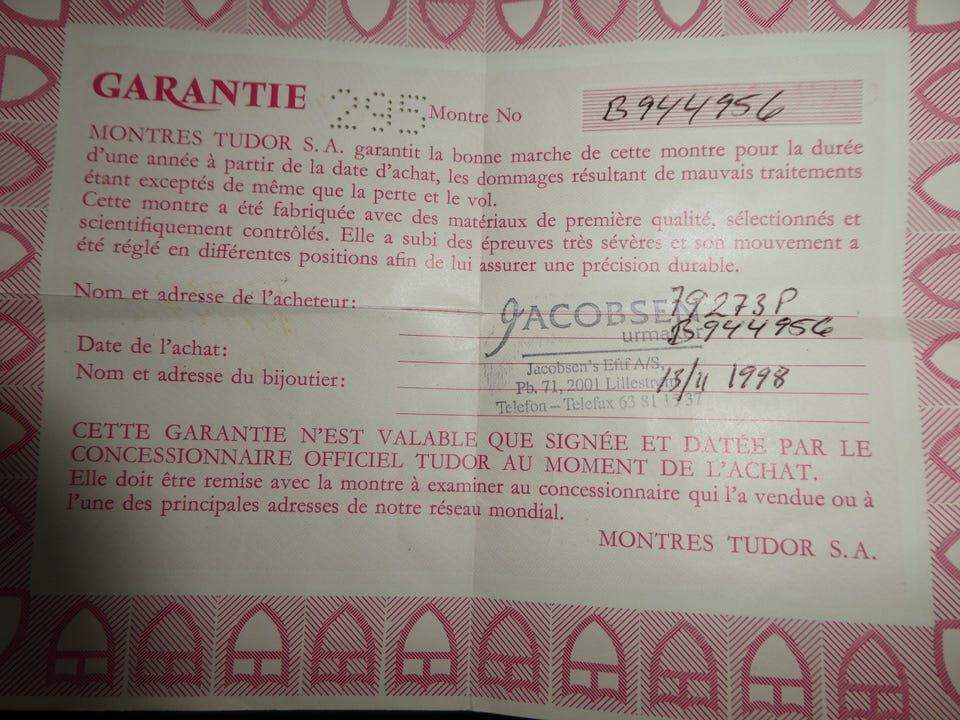 GARANTIE 295 Montre No B944956
MONTRES TUDOR S.A. garantit la bonne marche de cette montre pour la durée
d'une année à partir de la date d'achat, les dommages résultant de mauvais traitements
étant exceptés de même que la perte et le vol.
Cette montre a été fabriquée avec des matériaux de première qualité, sélectionnés et
scientifiquement contrôlés. Elle a subi des épreuves très sévères et son mouvement a
été réglé en différentes positions afin de lui assurer une précision durable.
Nom et adresse de l'acheteur: JACOBSEN 79273P
B944956
Date de l'achat:
Jacobsen's Eftf A/S,
Nom et adresse du bijoutier: 13/11 1998
Pb. 71, 2001
Telefon – Telefax 63 81
CETTE GARANTIE N'EST VALABLE QUE SIGNÉE ET DATÉE PAR LE
CONCESSIONNAIRE OFFICIEL TUDOR AU MOMENT DE L'ACHAT.
Elle doit être remise avec la montre à examiner au concessionnaire qui l'a vendue ou à
l'une des principales adresses de notre réseau mondial.
MONTRES TUDOR S.A.